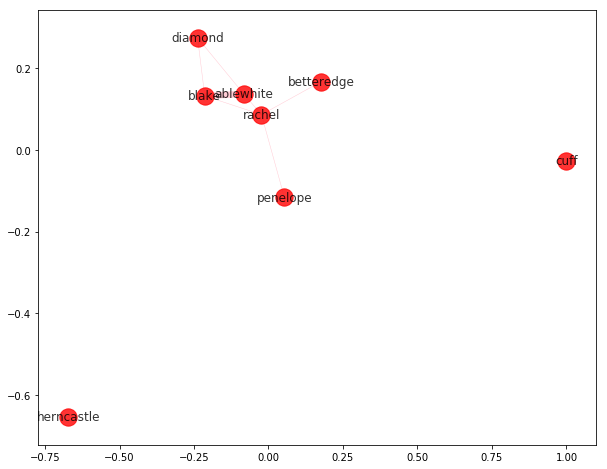 diamond
betteredge
blake
ablewhite
rachel
cuff
penelope
herncastle
0.2
0.0
−0.2
−0.4
−0.6
−0.75
−0.50
−0.25
0.00
0.25
0.50
0.75
1.00